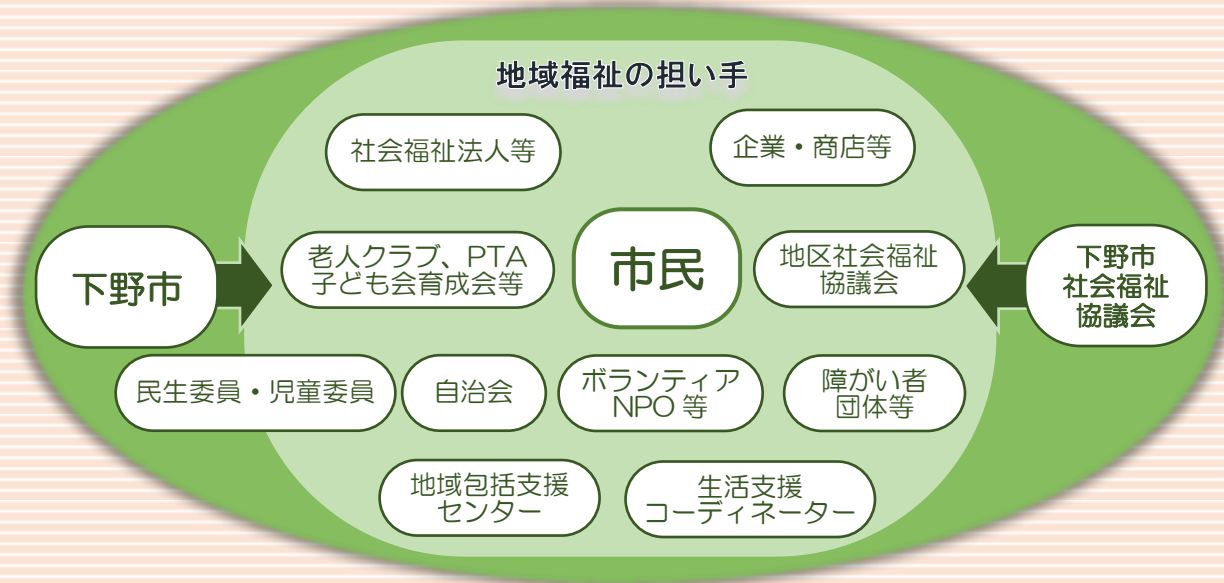 地域福祉の担い手
社会福祉法人等
企業・商店等
下野市
老人クラブ、PTA
子ども会育成会等
市民
地区社会福祉
協議会
下野市
社会福祉
協議会
民生委員・児童委員
自治会
ボランティア
NPO 等
障がい者
団体等
地域包括支援
センター
生活支援
コーディネーター